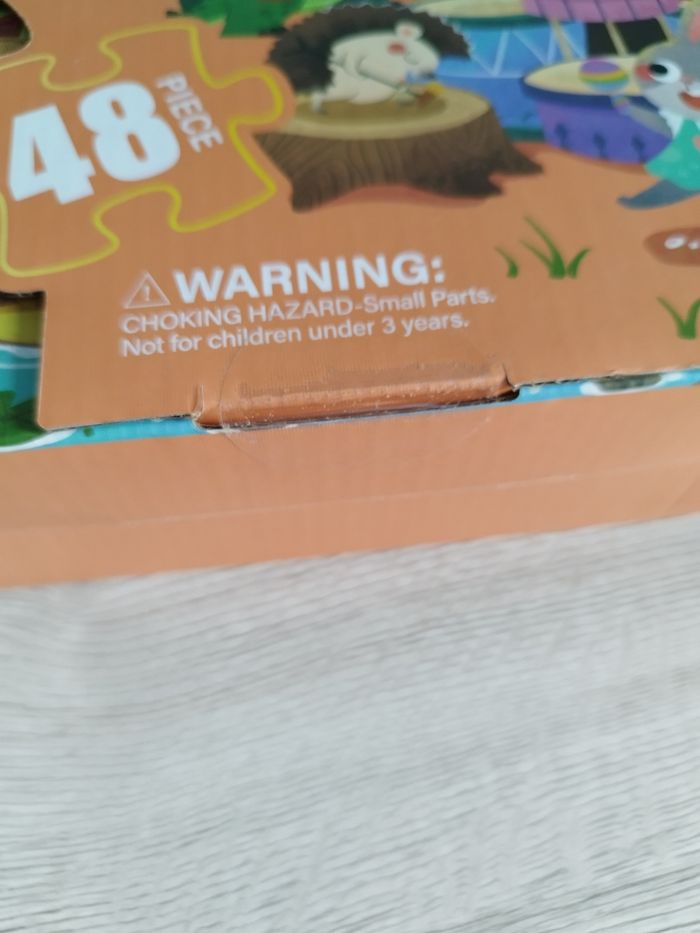 48
PIECE
WARNING:
CHOKING HAZARD-Small Parts.
Not for children under 3 years.